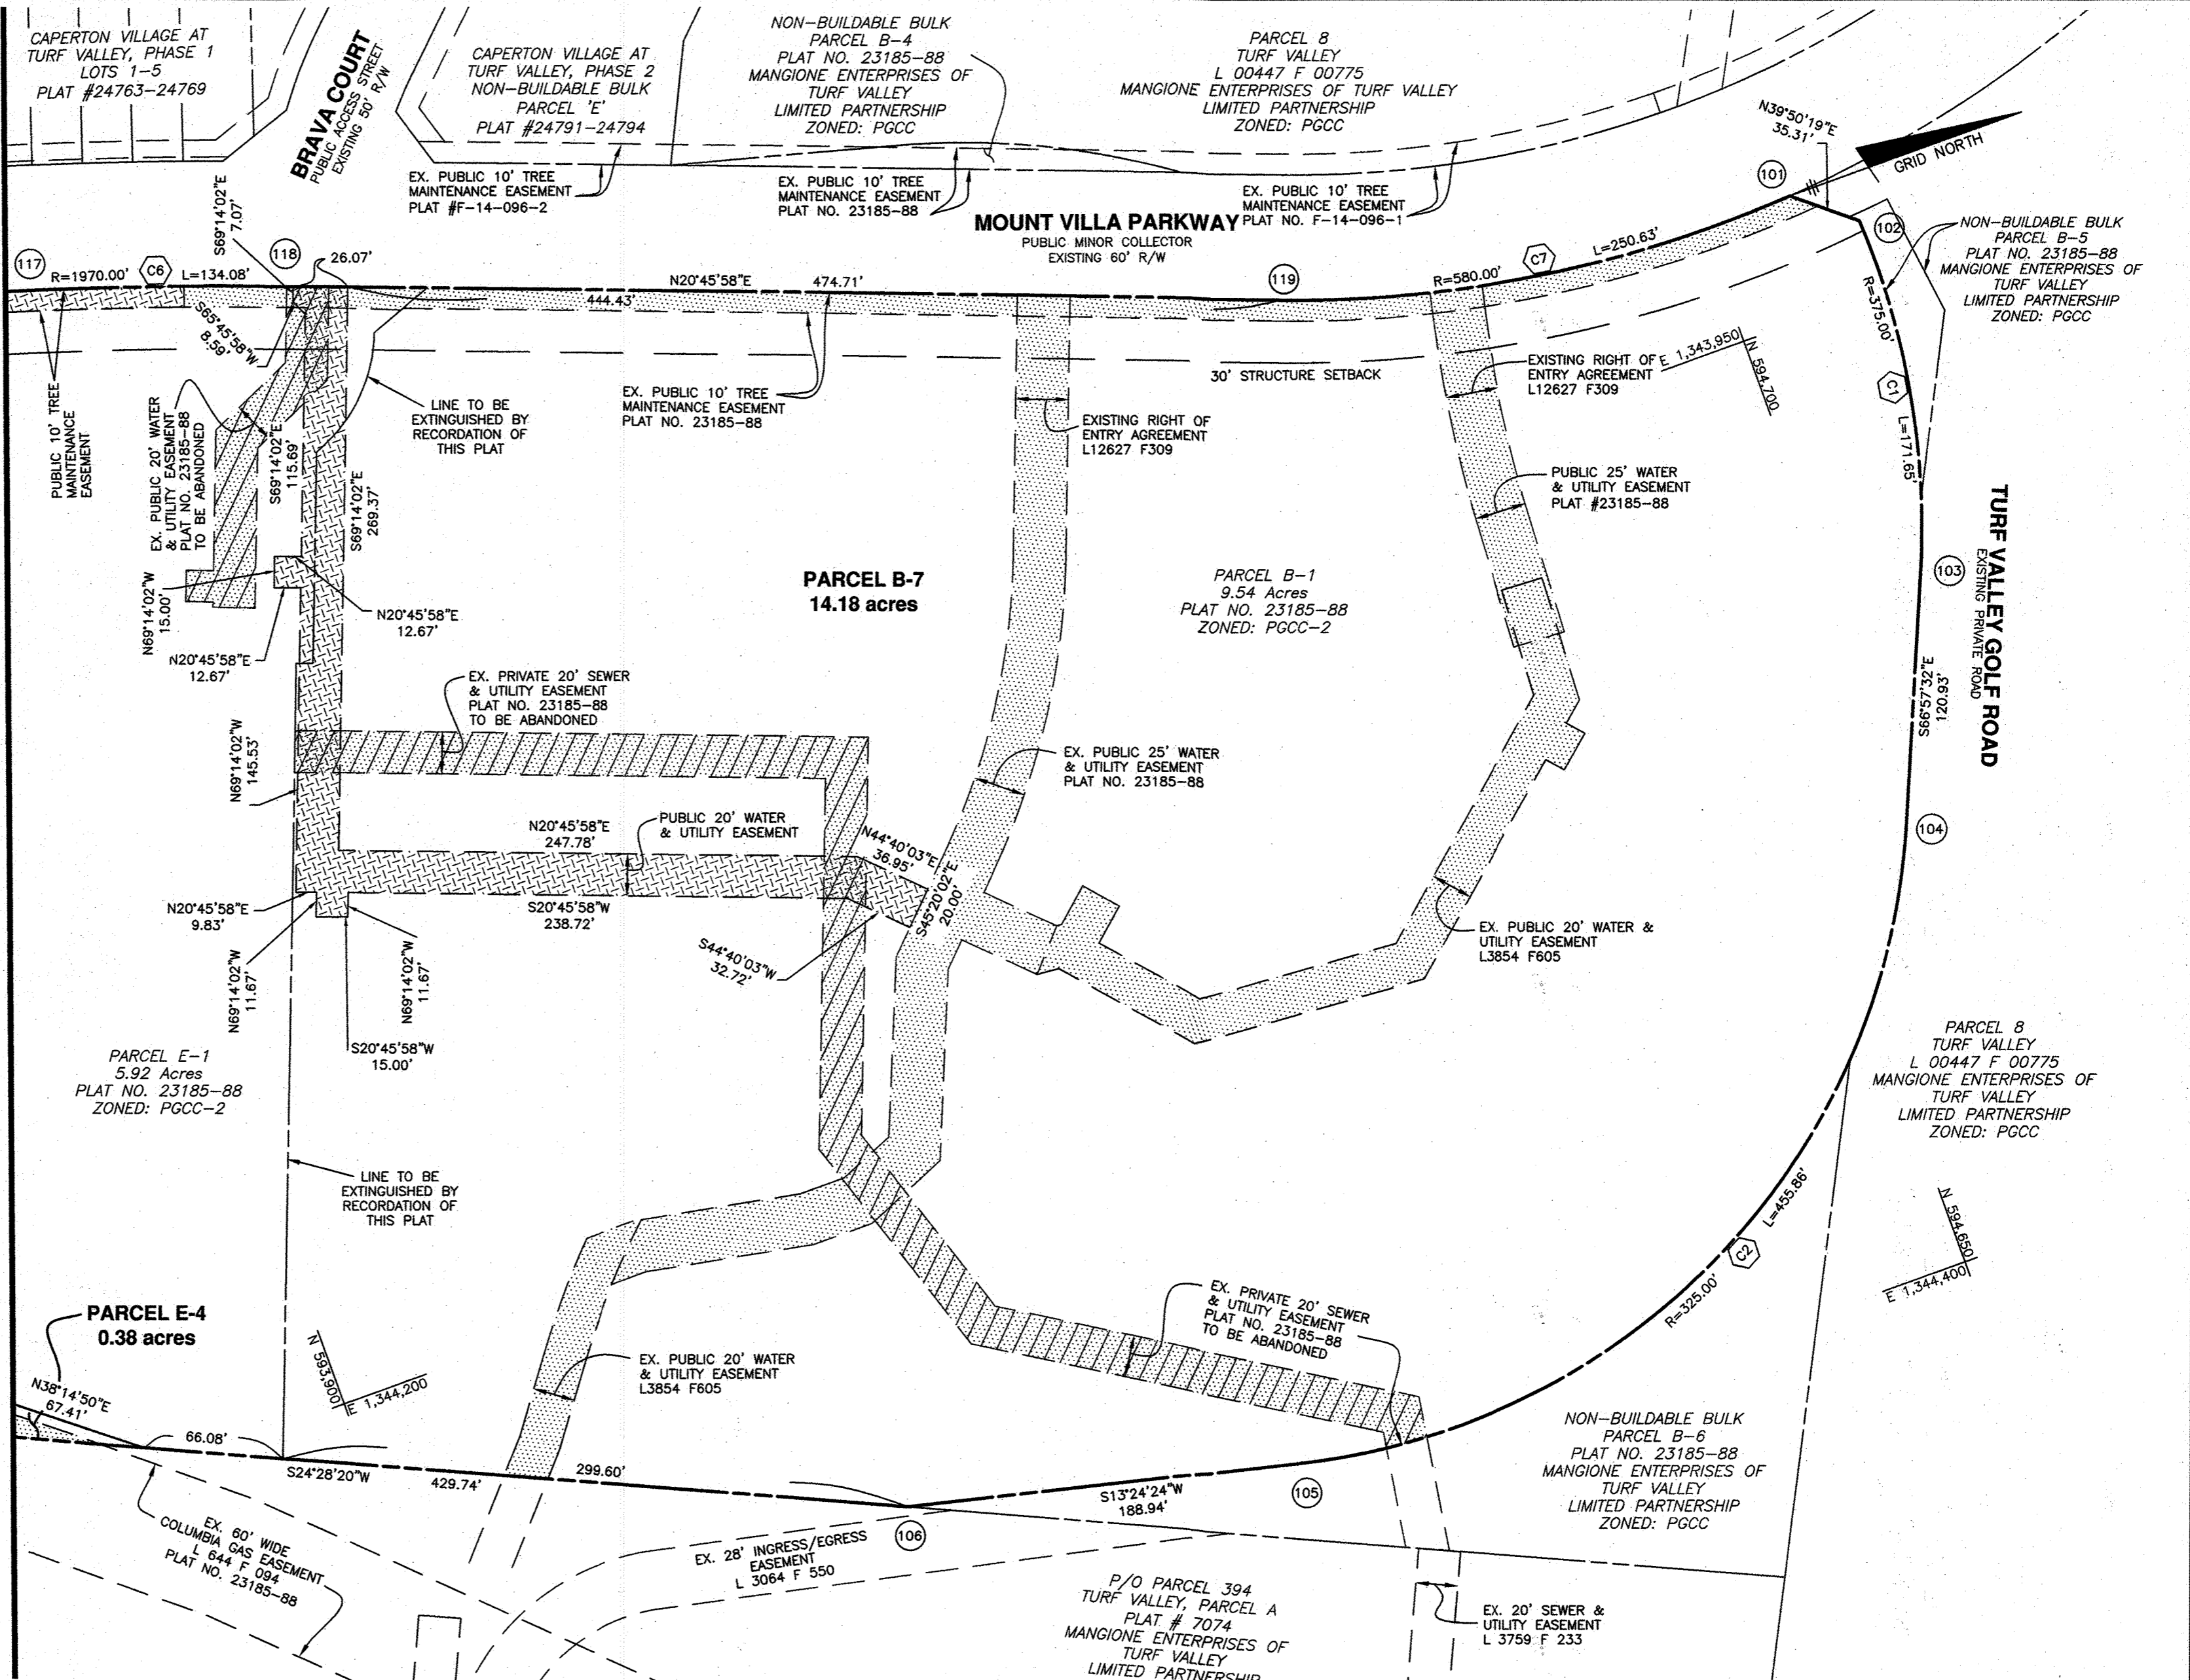 CAPERTON VILLAGE AT
TURF VALLEY, PHASE 1
LOTS 1-5
PLAT #24763-24769
BRAVA COURT
PUBLIC ACCESS STREET
EXISTING 50' R/W
CAPERTON VILLAGE AT
TURF VALLEY, PHASE 2
NON-BUILDABLE BULK
PARCEL 'E'
PLAT #24791-24794
NON-BUILDABLE BULK
PARCEL B-4
PLAT NO. 23185-88
MANGIONE ENTERPRISES OF
TURF VALLEY
LIMITED PARTNERSHIP
ZONED: PGCC
PARCEL 8
TURF VALLEY
L 00447 F 00775
MANGIONE ENTERPRISES OF TURF VALLEY
LIMITED PARTNERSHIP
ZONED: PGCC
N39°50'19"E
35.31'
GRID NORTH
101
102
NON-BUILDABLE BULK
PARCEL B-5
PLAT NO. 23185-88
MANGIONE ENTERPRISES OF
TURF VALLEY
LIMITED PARTNERSHIP
ZONED: PGCC
EX. PUBLIC 10' TREE
MAINTENANCE EASEMENT
PLAT #F-14-096-2
EX. PUBLIC 10' TREE
MAINTENANCE EASEMENT
PLAT NO. 23185-88
EX. PUBLIC 10' TREE
MAINTENANCE EASEMENT
PLAT NO. F-14-096-1
MOUNT VILLA PARKWAY
PUBLIC MINOR COLLECTOR
EXISTING 60' R/W
S69°14'02"E
7.07'
117
R=1970.00'
C6
L=134.08'
118
26.07'
444.43'
N20°45'58"E
474.71'
119
R=580.00'
C7
L=250.63'
R=375.00'
C1
L=171.65'
S65°45'58"W
8.59'
PUBLIC 10' TREE
MAINTENANCE
EASEMENT
EX. PUBLIC 20' WATER
& UTILITY EASEMENT
PLAT NO. 23185-88
TO BE ABANDONED
S69°14'02"E
115.69'
S69°14'02"E
269.37'
LINE TO BE
EXTINGUISHED BY
RECORDATION OF
THIS PLAT
EX. PUBLIC 10' TREE
MAINTENANCE EASEMENT
PLAT NO. 23185-88
30' STRUCTURE SETBACK
EXISTING RIGHT OF
ENTRY AGREEMENT
L12627 F309
EXISTING RIGHT OF
ENTRY AGREEMENT
L12627 F309
E 1,343,950
N 594,700
PUBLIC 25' WATER
& UTILITY EASEMENT
PLAT #23185-88
TURF VALLEY GOLF ROAD
EXISTING PRIVATE ROAD
103
S66°57'32"E
120.93'
104
N69°14'02"W
15.00'
N20°45'58"E
12.67'
N20°45'58"E
12.67'
PARCEL B-7
14.18 acres
PARCEL B-1
9.54 Acres
PLAT NO. 23185-88
ZONED: PGCC-2
EX. PRIVATE 20' SEWER
& UTILITY EASEMENT
PLAT NO. 23185-88
TO BE ABANDONED
N69°14'02"W
145.53'
EX. PUBLIC 25' WATER
& UTILITY EASEMENT
PLAT NO. 23185-88
N20°45'58"E
247.78'
PUBLIC 20' WATER
& UTILITY EASEMENT
N44°40'03"E
36.95'
S45°20'02"E
20.00'
N20°45'58"E
9.83'
S20°45'58"W
238.72'
S44°40'03"W
32.72'
N69°14'02"W
11.67'
N69°14'02"W
11.67'
S20°45'58"W
15.00'
EX. PUBLIC 20' WATER &
UTILITY EASEMENT
L3854 F605
PARCEL E-1
5.92 Acres
PLAT NO. 23185-88
ZONED: PGCC-2
LINE TO BE
EXTINGUISHED BY
RECORDATION OF
THIS PLAT
PARCEL 8
TURF VALLEY
L 00447 F 00775
MANGIONE ENTERPRISES OF
TURF VALLEY
LIMITED PARTNERSHIP
ZONED: PGCC
L=455.86'
C2
R=325.00'
N 594,650
E 1,344,400
PARCEL E-4
0.38 acres
N38°14'50"E
67.41'
N 593,900
E 1,344,200
EX. PUBLIC 20' WATER
& UTILITY EASEMENT
L3854 F605
EX. PRIVATE 20' SEWER
& UTILITY EASEMENT
PLAT NO. 23185-88
TO BE ABANDONED
66.08'
S24°28'20"W
429.74'
299.60'
S13°24'24"W
188.94'
105
106
NON-BUILDABLE BULK
PARCEL B-6
PLAT NO. 23185-88
MANGIONE ENTERPRISES OF
TURF VALLEY
LIMITED PARTNERSHIP
ZONED: PGCC
EX. 60' WIDE
COLUMBIA GAS EASEMENT
L 644 F 094
PLAT NO. 23185-88
EX. 28' INGRESS/EGRESS
EASEMENT
L 3064 F 550
P/O PARCEL 394
TURF VALLEY, PARCEL A
PLAT # 7074
MANGIONE ENTERPRISES OF
TURF VALLEY
LIMITED PARTNERSHIP
EX. 20' SEWER &
UTILITY EASEMENT
L 3759 F 233